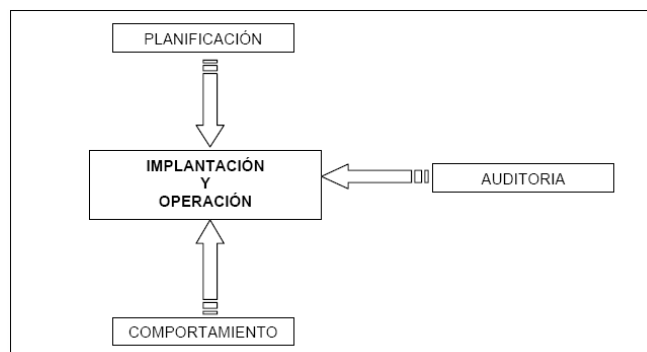 PLANIFICACIÓN
IMPLANTACIÓN
Y
OPERACIÓN
AUDITORIA
COMPORTAMIENTO